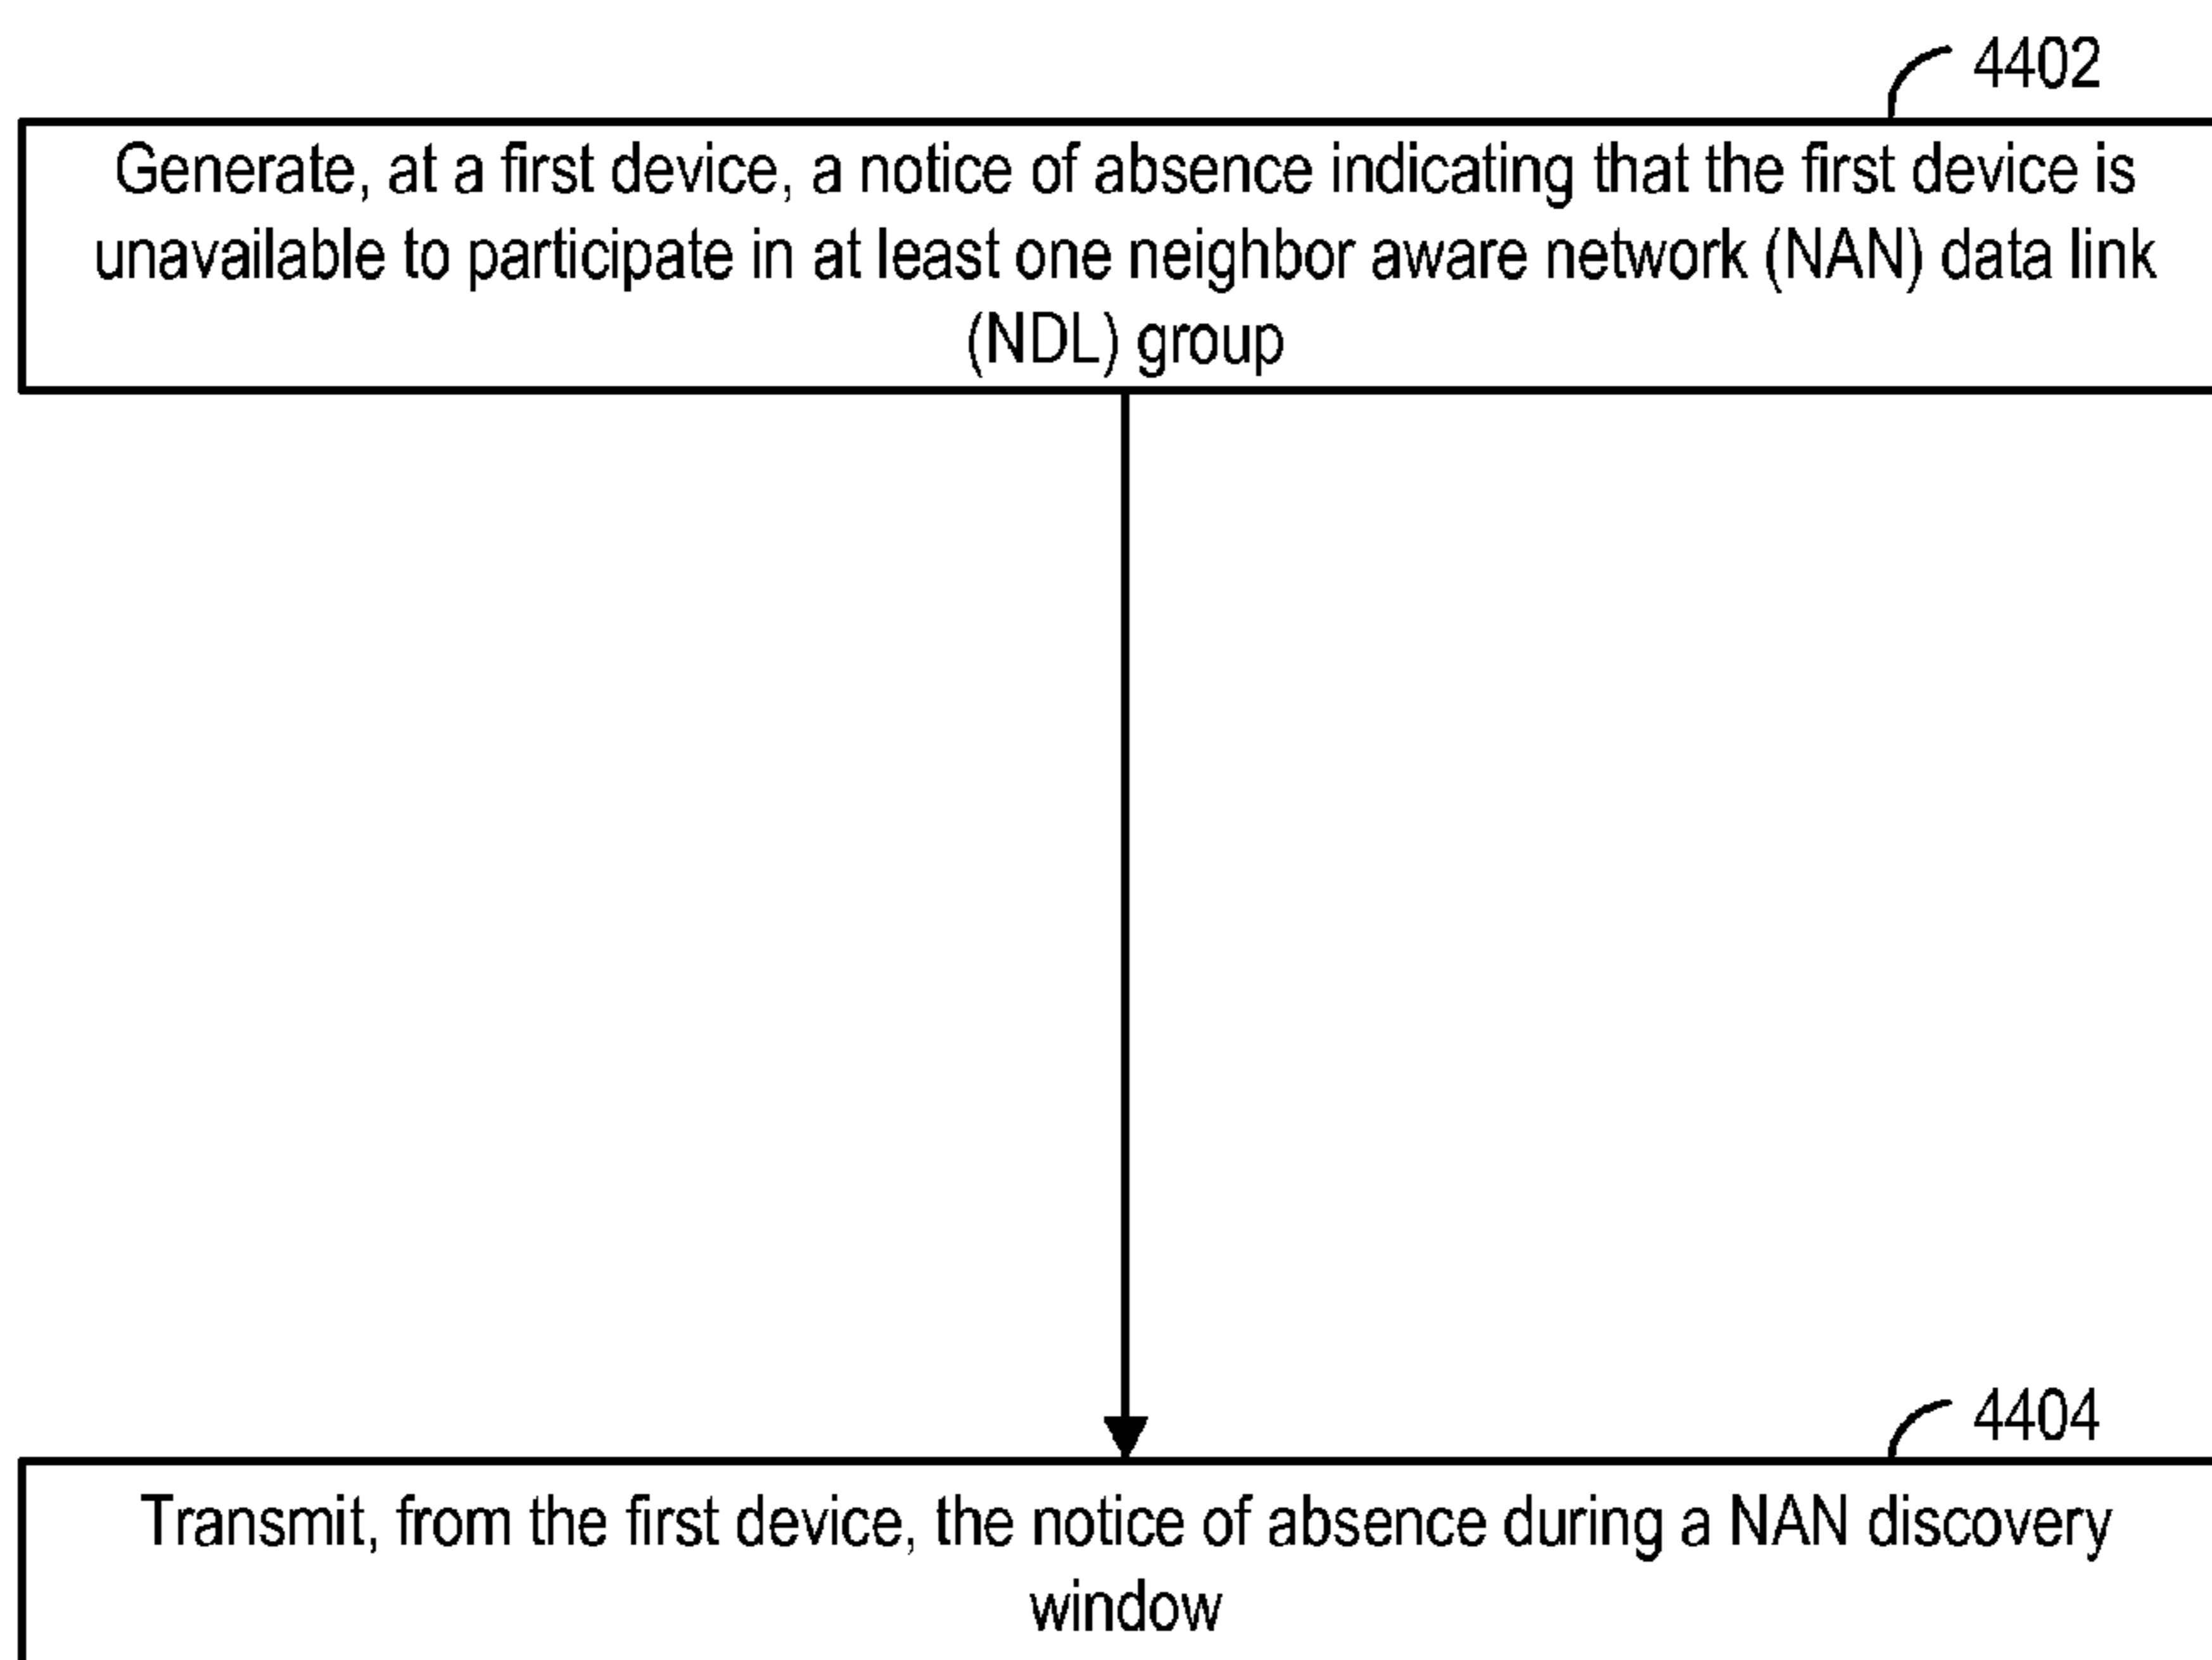 4402
Generate, at a first device, a notice of absence indicating that the first device is
unavailable to participate in at least one neighbor aware network (NAN) data link
(NDL) group
4404
Transmit, from the first device, the notice of absence during a NAN discovery
window